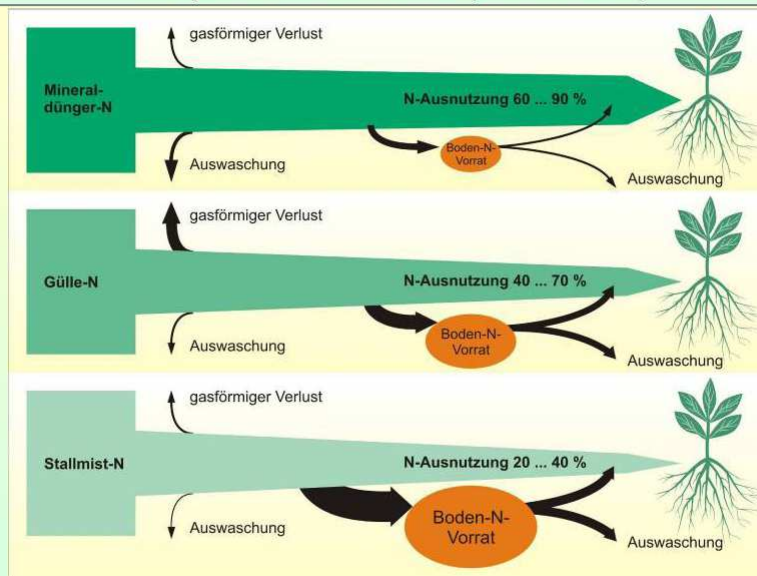 gasförmiger Verlust
Mineral-
dünger-N
N-Ausnutzung 60 ... 90 %
Boden-N-
Vorrat
Auswaschung
Auswaschung
gasförmiger Verlust
Gülle-N
N-Ausnutzung 40 ... 70 %
Boden-N-
Vorrat
Auswaschung
Auswaschung
gasförmiger Verlust
Stallmist-N
N-Ausnutzung 20 ... 40 %
Boden-N-
Vorrat
Auswaschung
Auswaschung